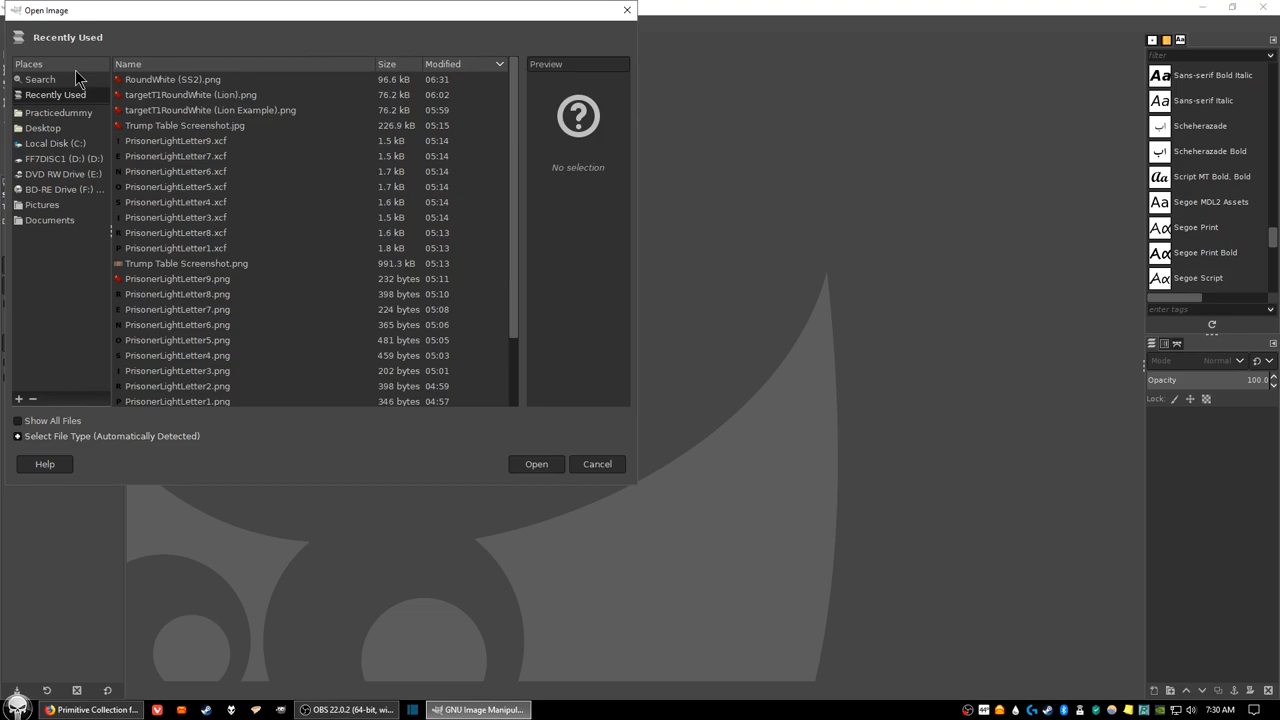 Open Image
Recently Used
Places
Search
Recently Used
Practicedummy
Desktop
Local Disk (C:)
FF7DISC1 (D:) (D:)
DVD RW Drive (E:)
BD-RE Drive (F:) ...
Pictures
Documents
Name Size Modified
RoundWhite (SS2).png 96.6 kB 06:31
targetT1RoundWhite (Lion).png 76.2 kB 06:02
targetT1RoundWhite (Lion Example).png 76.2 kB 05:59
Trump Table Screenshot.jpg 226.9 kB 05:15
PrisonerLightLetter9.xcf 1.5 kB 05:14
PrisonerLightLetter7.xcf 1.5 kB 05:14
PrisonerLightLetter6.xcf 1.7 kB 05:14
PrisonerLightLetter5.xcf 1.7 kB 05:14
PrisonerLightLetter4.xcf 1.6 kB 05:14
PrisonerLightLetter3.xcf 1.5 kB 05:14
PrisonerLightLetter8.xcf 1.6 kB 05:13
PrisonerLightLetter1.xcf 1.8 kB 05:13
Trump Table Screenshot.png 991.3 kB 05:13
PrisonerLightLetter9.png 232 bytes 05:11
PrisonerLightLetter8.png 398 bytes 05:10
PrisonerLightLetter7.png 224 bytes 05:08
PrisonerLightLetter6.png 365 bytes 05:06
PrisonerLightLetter5.png 481 bytes 05:05
PrisonerLightLetter4.png 459 bytes 05:03
PrisonerLightLetter3.png 202 bytes 05:01
PrisonerLightLetter2.png 398 bytes 04:59
PrisonerLightLetter1.png 346 bytes 04:57
Preview
No selection
Show All Files
Select File Type (Automatically Detected)
Help
Open
Cancel
filter
Sans-serif Bold Italic
Sans-serif Italic
Scheherazade
Scheherazade Bold
Script MT Bold, Bold
Segoe MDL2 Assets
Segoe Print
Segoe Print Bold
Segoe Script
enter tags
Mode Normal
Opacity 100.0
Lock:
Primitive Collection f...
OBS 22.0.2 (64-bit, wi...
GNU Image Manipul...
44°
7:30 AM